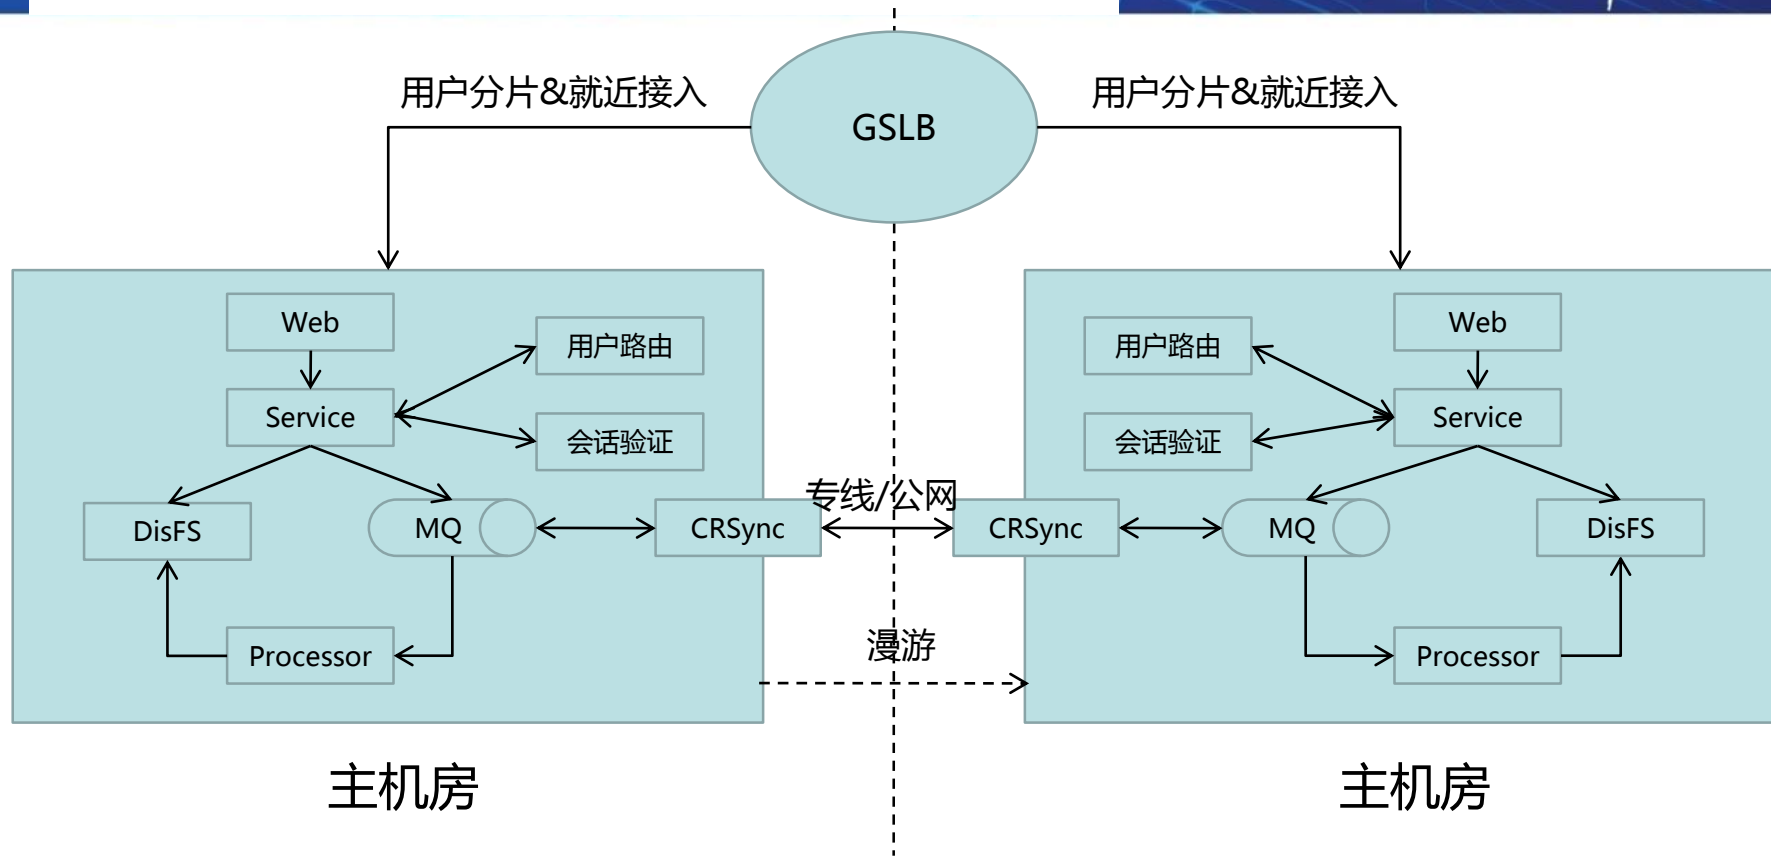 用户分片&就近接入
GSLB
用户分片&就近接入
Web
用户路由
Service
会话验证
DisFS
MQ
CRSync
Processor
专线/公网
漫游
用户路由
Web
会话验证
Service
CRSync
MQ
DisFS
Processor
主机房
主机房